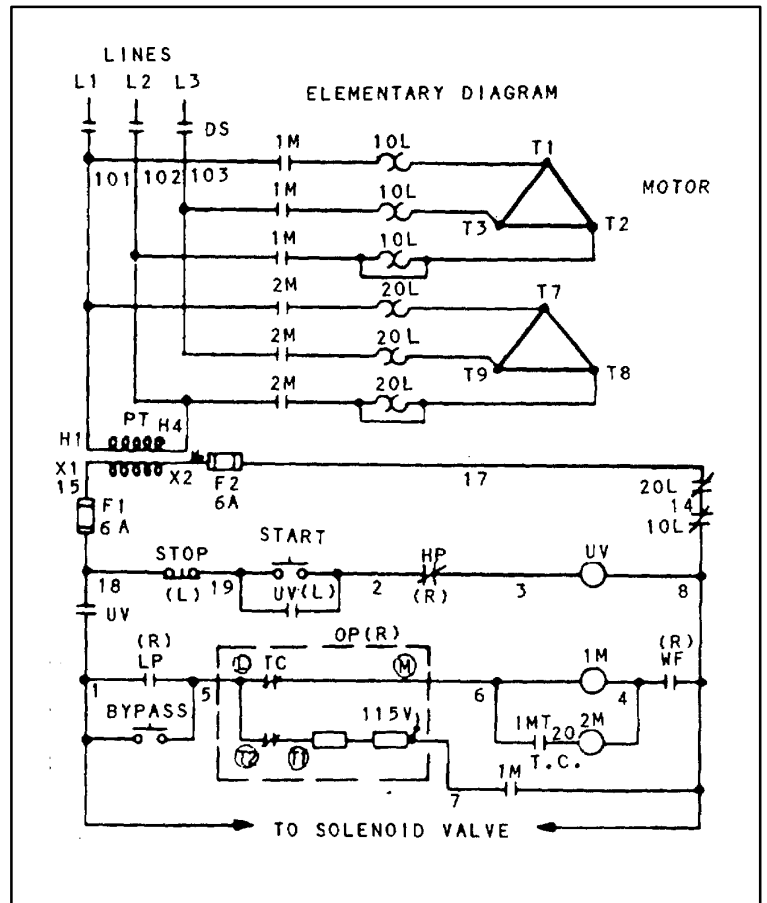 LINES
L1 L2 L3
ELEMENTARY DIAGRAM
DS
1M 1OL T1
101 102 103
MOTOR
1M 1OL
T3 T2
1M 1OL
2M 2OL T7
2M 2OL
T9 T8
2M 2OL
PT
H1 H4
X1 X2 F2 17
15 6A
2OL
14
1OL
F1
6A
START
STOP HP UV
18 19 2 3 8
(L) UV(L) (R)
UV
OP(R)
(R) (R)
LP L TC M 1M WF
1 5 6 4
BYPASS 115V 1MT 20 2M
T2 T1 T.C.
1M
7
TO SOLENOID VALVE